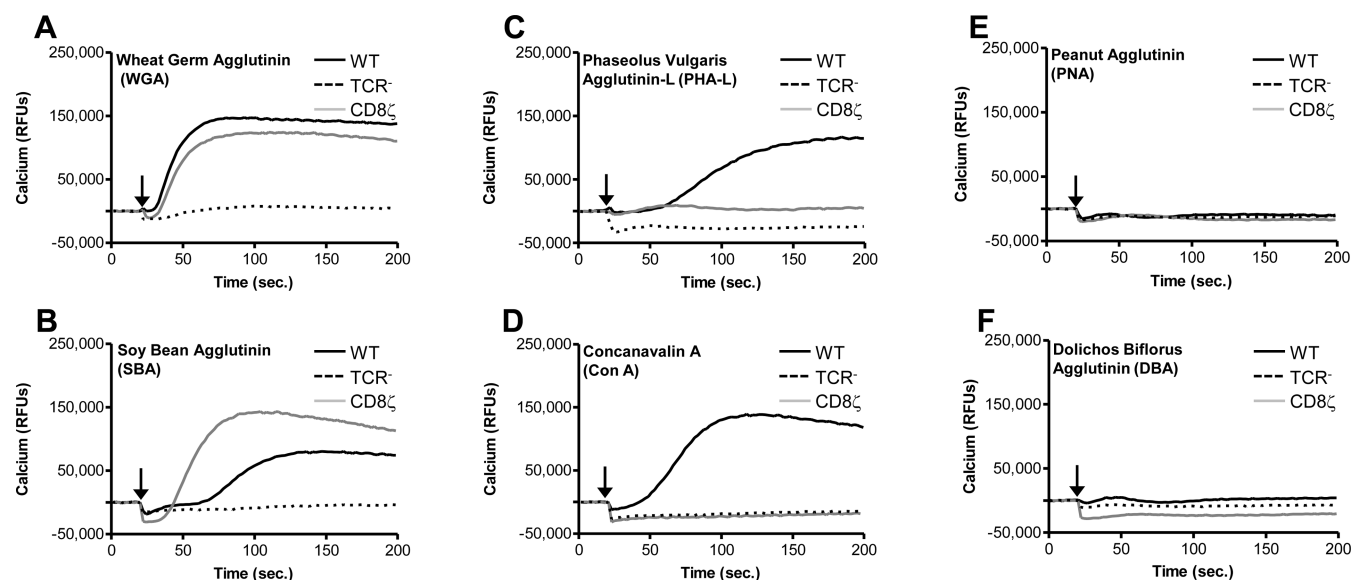 A
Wheat Germ Agglutinin
(WGA)
WT
TCR-
CD8ζ
250,000
150,000
50,000
-50,000
Calcium (RFUs)
0
50
100
150
200
Time (sec.)
C
Phaseolus Vulgaris
Agglutinin-L (PHA-L)
WT
TCR-
CD8ζ
250,000
150,000
50,000
-50,000
Calcium (RFUs)
0
50
100
150
200
Time (sec.)
E
Peanut Agglutinin
(PNA)
WT
TCR-
CD8ζ
250,000
150,000
50,000
-50,000
Calcium (RFUs)
0
50
100
150
200
Time (sec.)
B
Soy Bean Agglutinin
(SBA)
WT
TCR-
CD8ζ
250,000
150,000
50,000
-50,000
Calcium (RFUs)
0
50
100
150
200
Time (sec.)
D
Concanavalin A
(Con A)
WT
TCR-
CD8ζ
250,000
150,000
50,000
-50,000
Calcium (RFUs)
0
50
100
150
200
Time (sec.)
F
Dolichos Biflorus
Agglutinin (DBA)
WT
TCR-
CD8ζ
250,000
150,000
50,000
-50,000
Calcium (RFUs)
0
50
100
150
200
Time (sec.)